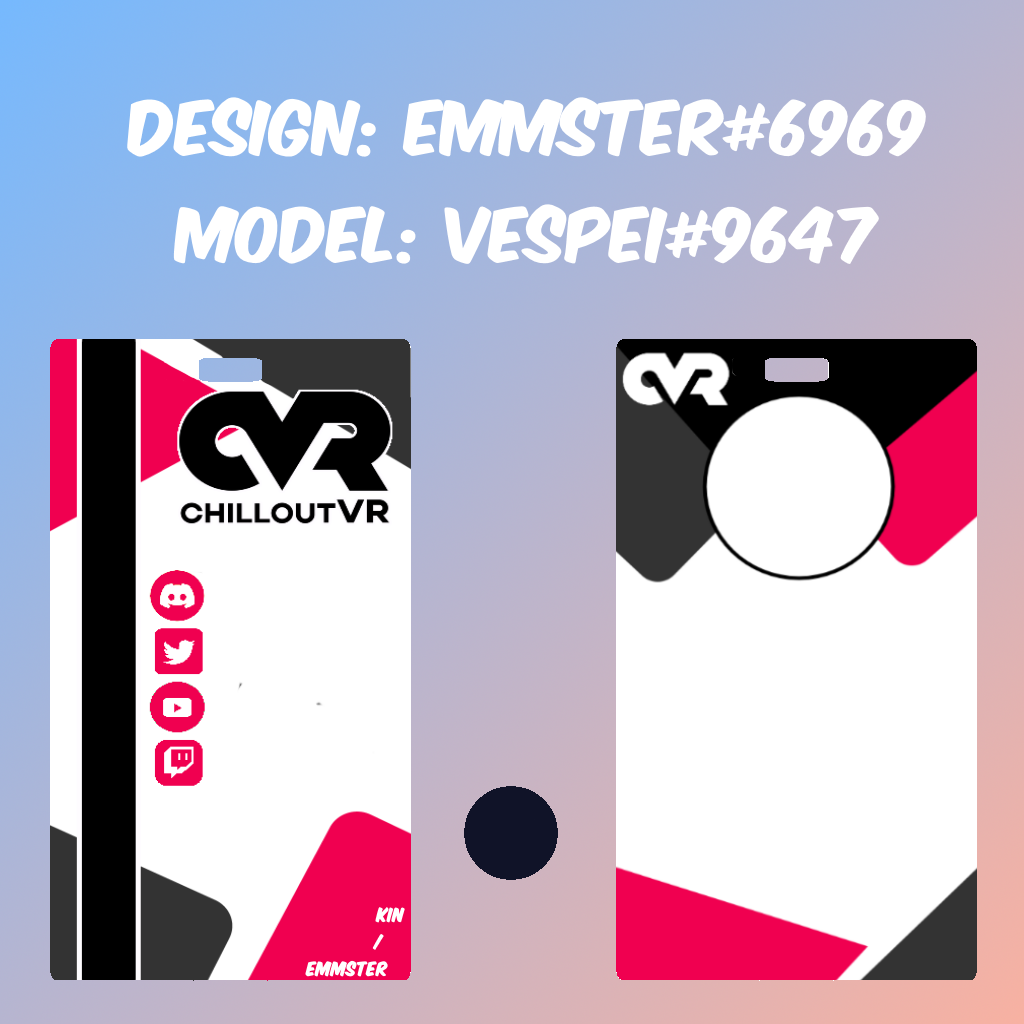 DESIGN: EMMSTER#6969
MODEL: VESPEI#9647
CVR
CHILLOUTVR
KIN
/
EMMSTER
CVR